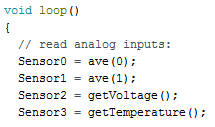 void loop()
{
// read analog inputs:
Sensor0 = ave(0);
Sensor1 = ave(1);
Sensor2 = getVoltage();
Sensor3 = getTemperature();